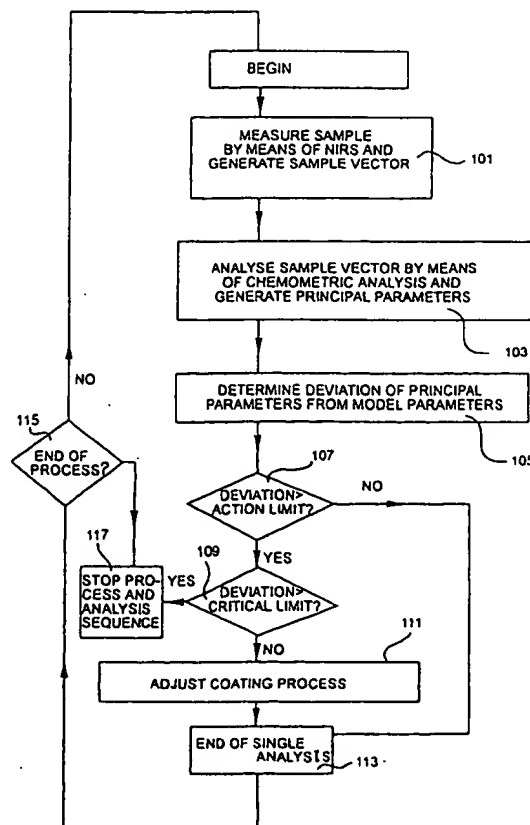 BEGIN
MEASURE SAMPLE
BY MEANS OF NIRS AND
GENERATE SAMPLE VECTOR
101
ANALYSE SAMPLE VECTOR BY MEANS
OF CHEMOMETRIC ANALYSIS AND
GENERATE PRINCIPAL PARAMETERS
103
NO
DETERMINE DEVIATION OF PRINCIPAL
PARAMETERS FROM MODEL PARAMETERS
105
115
END OF
PROCESS?
107
DEVIATION>
ACTION LIMIT?
NO
YES
117
STOP PRO-
CESS AND
ANALYSIS
SEQUENCE
YES
109
DEVIATION>
CRITICAL LIMIT?
NO
111
ADJUST COATING PROCESS
END OF SINGLE
ANALYSIS
113